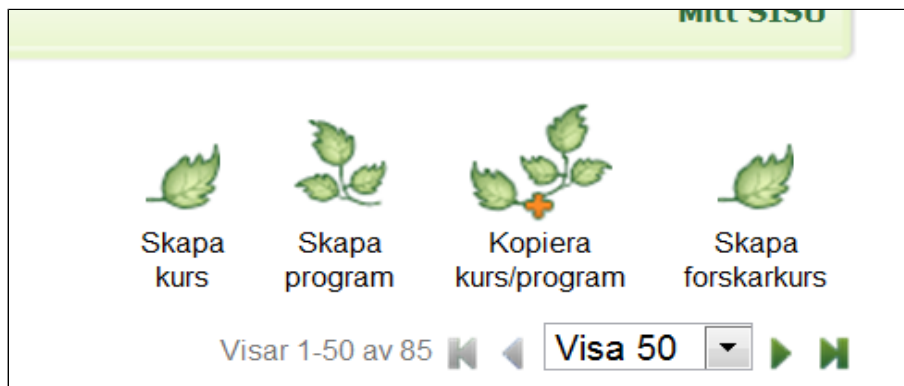 Mitt SISU
Skapa kurs
Skapa program
Kopiera kurs/program
Skapa forskarkurs
Visar 1-50 av 85 Visa 50